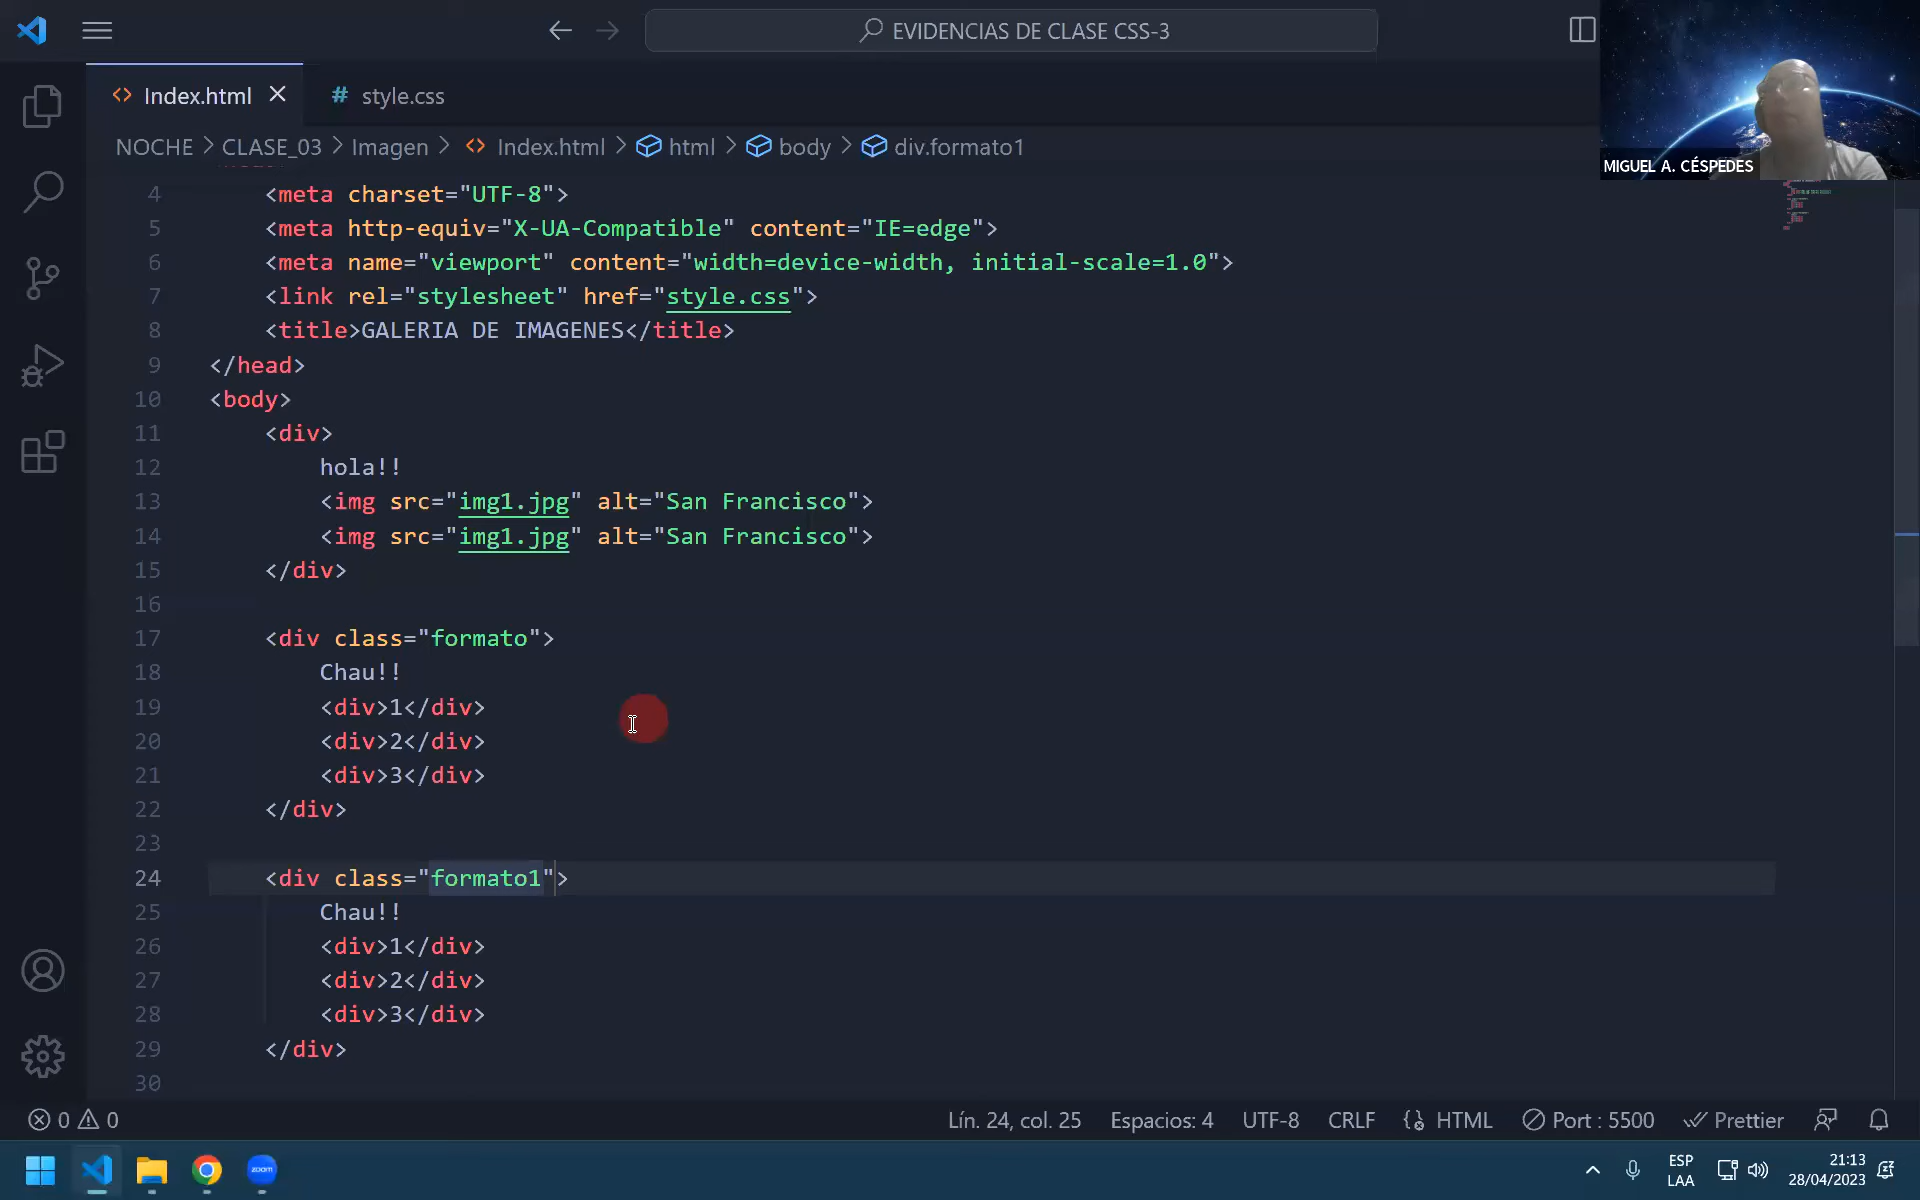 EVIDENCIAS DE CLASE CSS-3
MIGUEL A. CÉSPEDES
Index.html
# style.css
NOCHE > CLASE_03 > Imagen > Index.html > html > body > div.formato1
4 <meta charset="UTF-8">
5 <meta http-equiv="X-UA-Compatible" content="IE=edge">
6 <meta name="viewport" content="width=device-width, initial-scale=1.0">
7 <link rel="stylesheet" href="style.css">
8 <title>GALERIA DE IMAGENES</title>
9 </head>
10 <body>
11 <div>
12 hola!!
13 <img src="img1.jpg" alt="San Francisco">
14 <img src="img1.jpg" alt="San Francisco">
15 </div>
16
17 <div class="formato">
18 Chau!!
19 <div>1</div>
20 <div>2</div>
21 <div>3</div>
22 </div>
23
24 <div class="formato1">
25 Chau!!
26 <div>1</div>
27 <div>2</div>
28 <div>3</div>
29 </div>
30
0 0 Lín. 24, col. 25 Espacios: 4 UTF-8 CRLF HTML Port : 5500 Prettier
zoom
ESP
LAA
21:13
28/04/2023